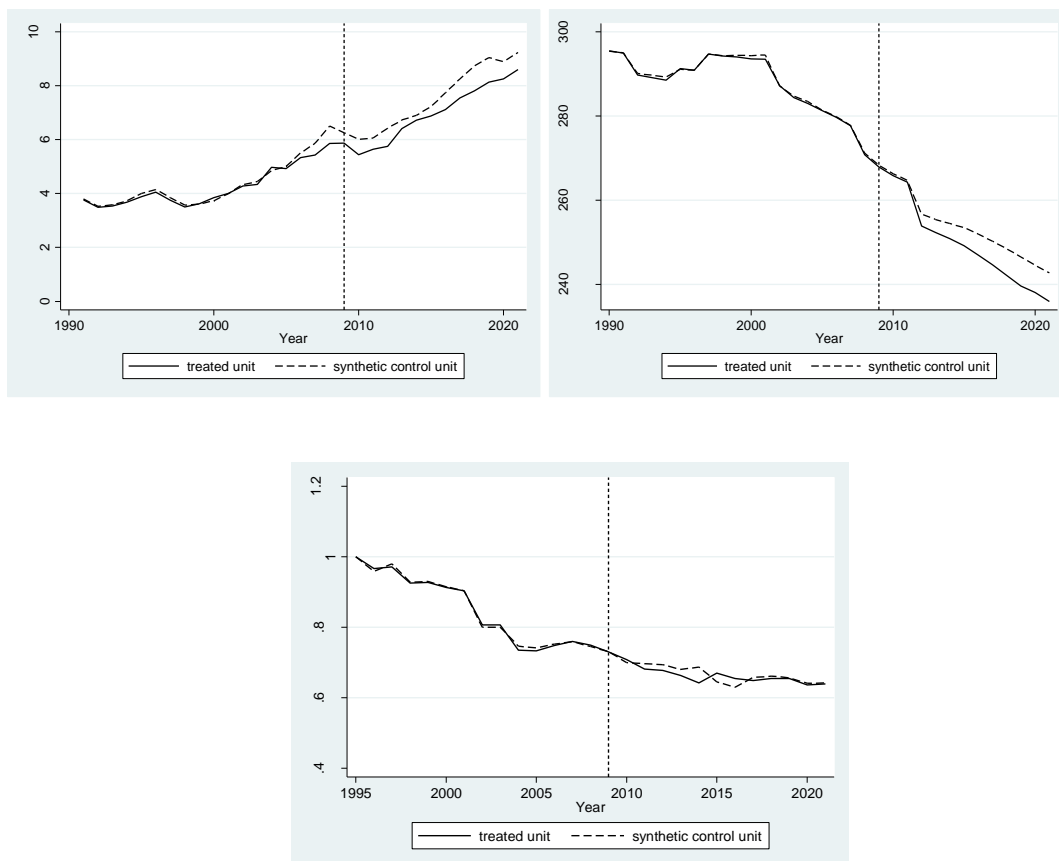 10
8
6
4
2
0
1990 2000 2010 2020
Year
treated unit synthetic control unit
300
280
260
240
1990 2000 2010 2020
Year
treated unit synthetic control unit
1.2
1
.8
.6
.4
1995 2000 2005 2010 2015 2020
Year
treated unit synthetic control unit